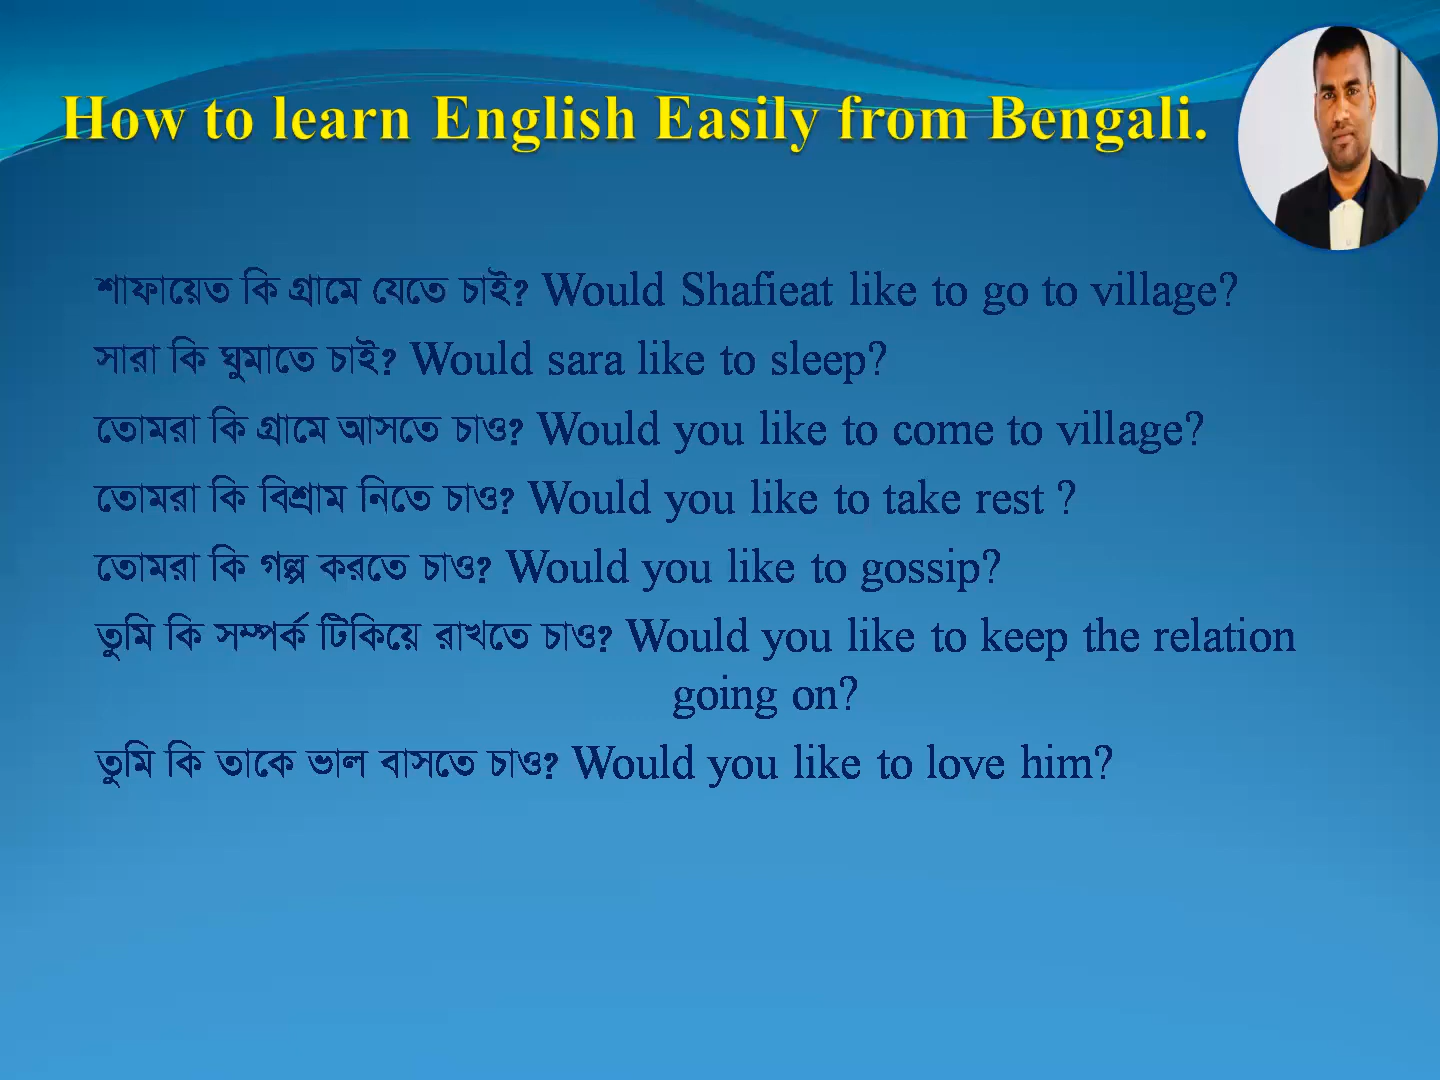 How to learn English Easily from Bengali.
শাফায়েত কি গ্রামে যেতে চাই? Would Shafieat like to go to village?
সারা কি ঘুমাতে চাই? Would sara like to sleep?
তোমরা কি গ্রামে আসতে চাও? Would you like to come to village?
তোমরা কি বিশ্রাম নিতে চাও? Would you like to take rest ?
তোমরা কি গল্প করতে চাও? Would you like to gossip?
তুমি কি সম্পর্ক টিকিয়ে রাখতে চাও? Would you like to keep the relation
going on?
তুমি কি তাকে ভাল বাসতে চাও? Would you like to love him?